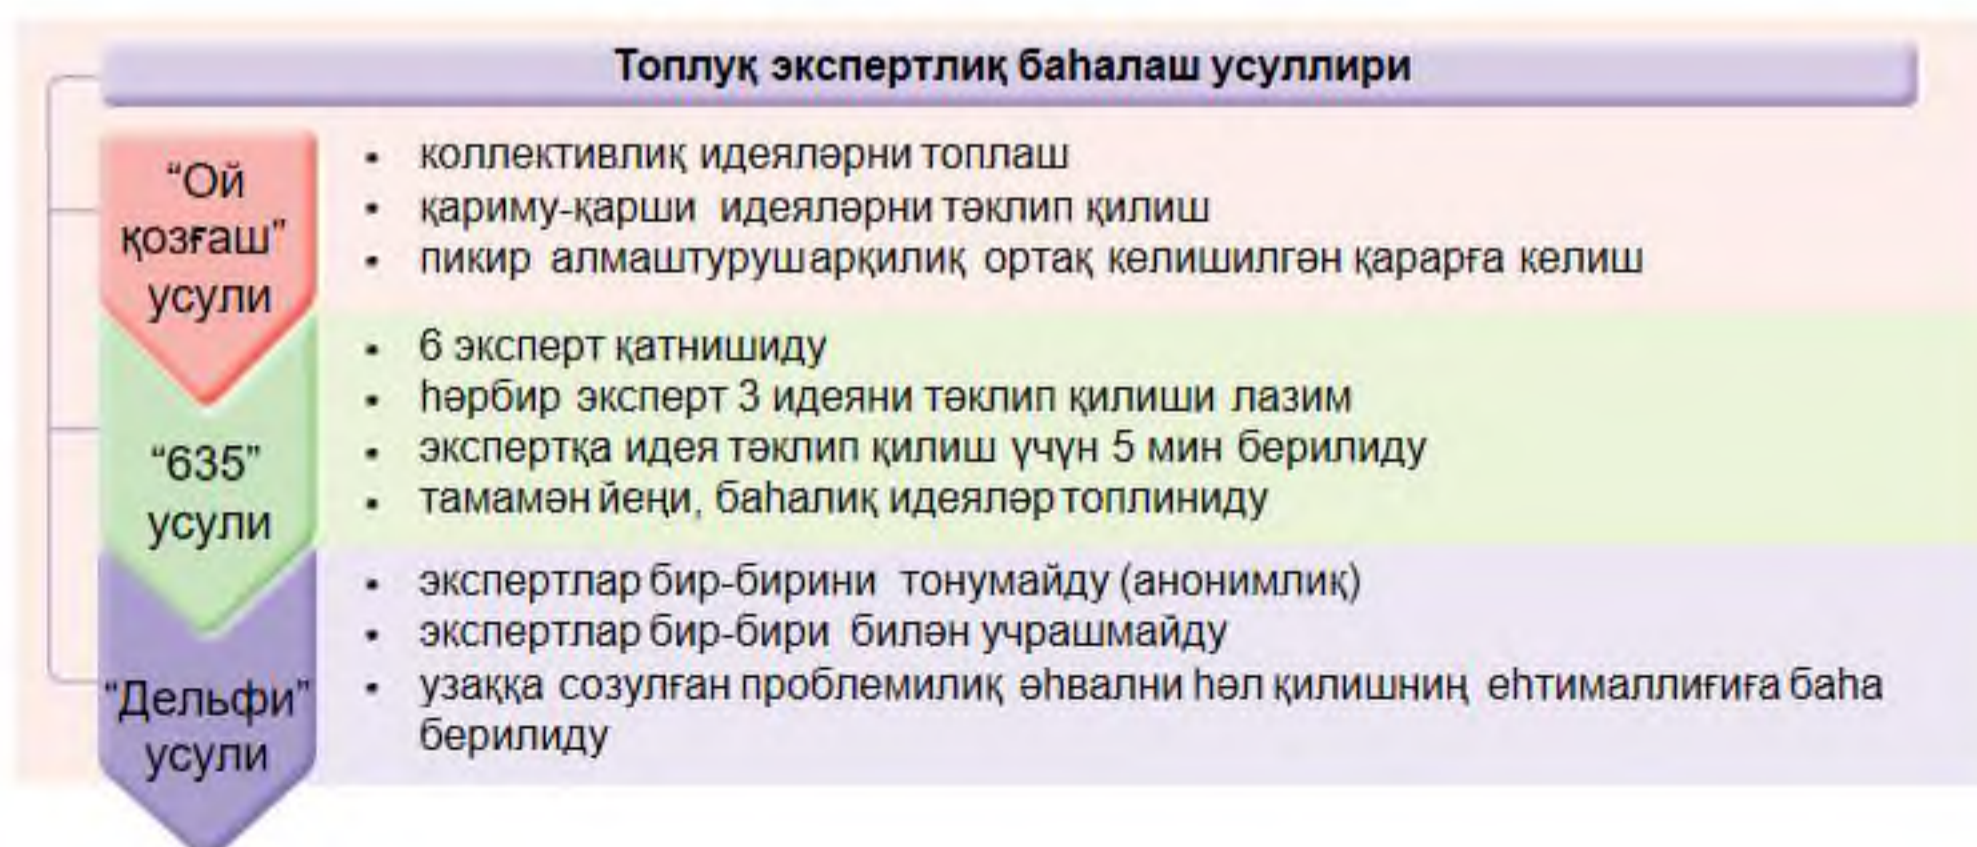 Топлуқ экспертлиқ баһалаш усуллири
“Ой
қозғаш”
усули
• коллективлиқ идеяләрни топлаш
• қариму-қарши идеяләрни тәклип қилиш
• пикир алмаштурушарқилиқ ортақ келишилгән қарарға келиш
“635”
усули
• 6 эксперт қатнишиду
• һәрбир эксперт 3 идеяни тәклип қилиши лазим
• экспертқа идея тәклип қилиш үчүн 5 мин берилиду
• тамамән йеңи, баһалиқ идеяләр топлиниду
“Дельфи”
усули
• экспертлар бир-бирини тонумайду (анонимлиқ)
• экспертлар бир-бири билән учрашмайду
• узаққа созулған проблемилиқ әһвални һәл қилишниң еһтималлиғиға баһа
берилиду